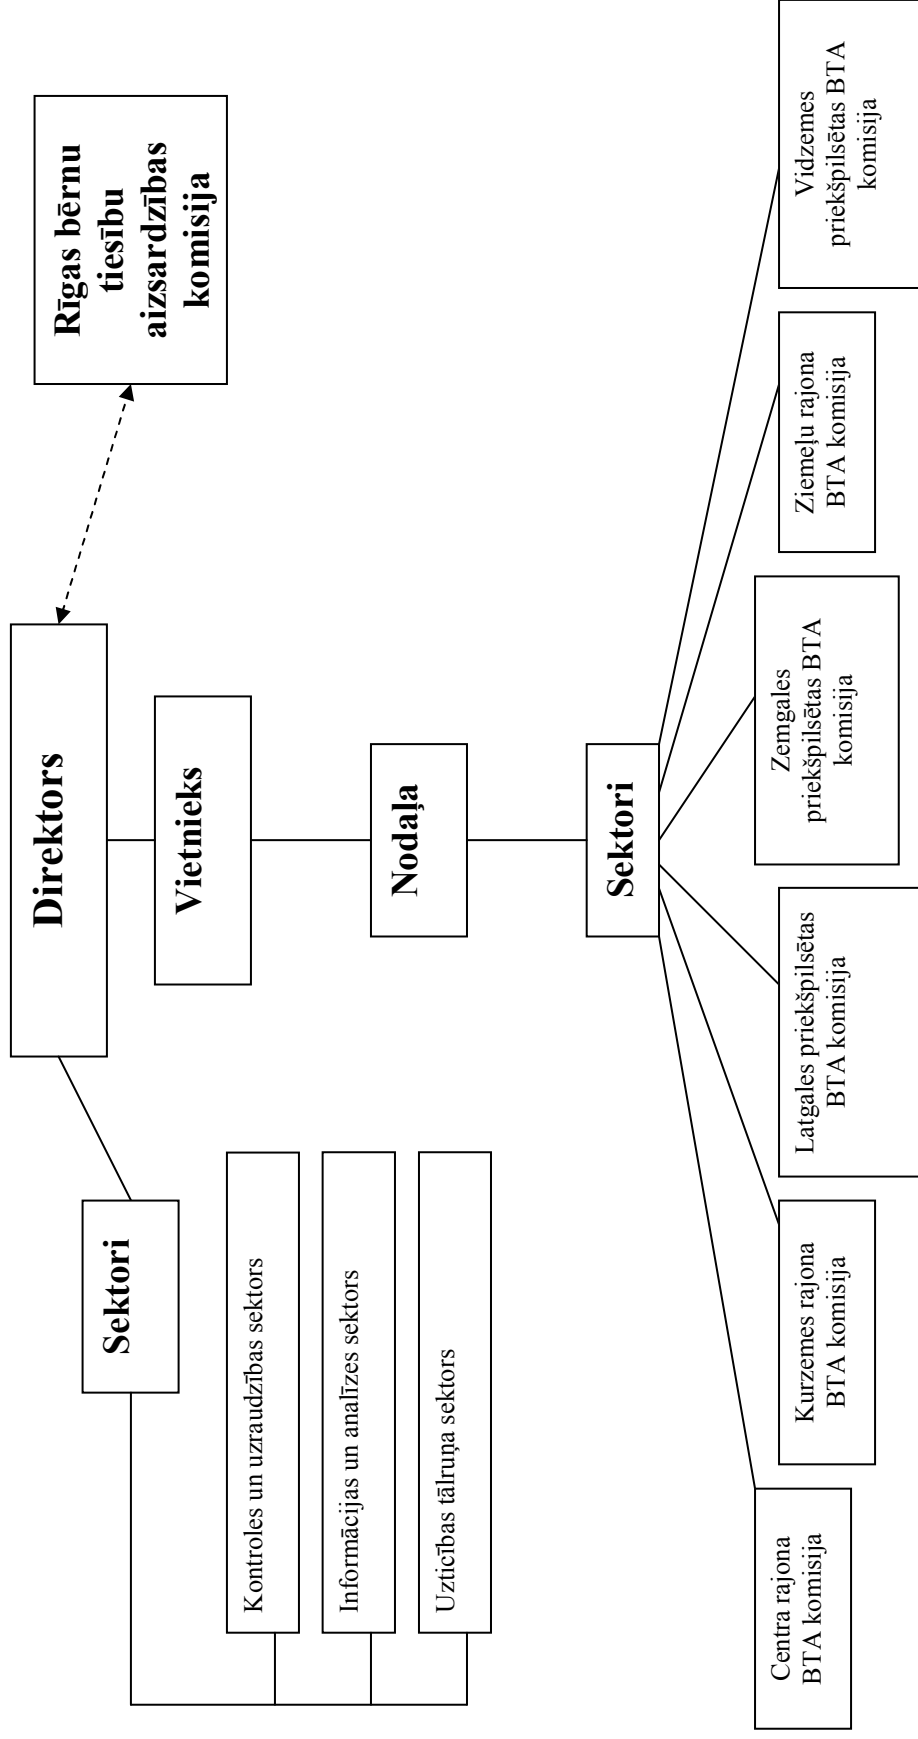 Direktors
Rīgas bērnu
tiesību
aizsardzības
komisija
Vietnieks
Nodaļa
Sektori
Sektori
Kontroles un uzraudzības sektors
Informācijas un analīzes sektors
Uzticības tālruņa sektors
Centra rajona
BTA komisija
Kurzemes rajona
BTA komisija
Latgales priekšpilsētas
BTA komisija
Zemgales
priekšpilsētas BTA
komisija
Ziemeļu rajona
BTA komisija
Vidzemes
priekšpilsētas BTA
komisija